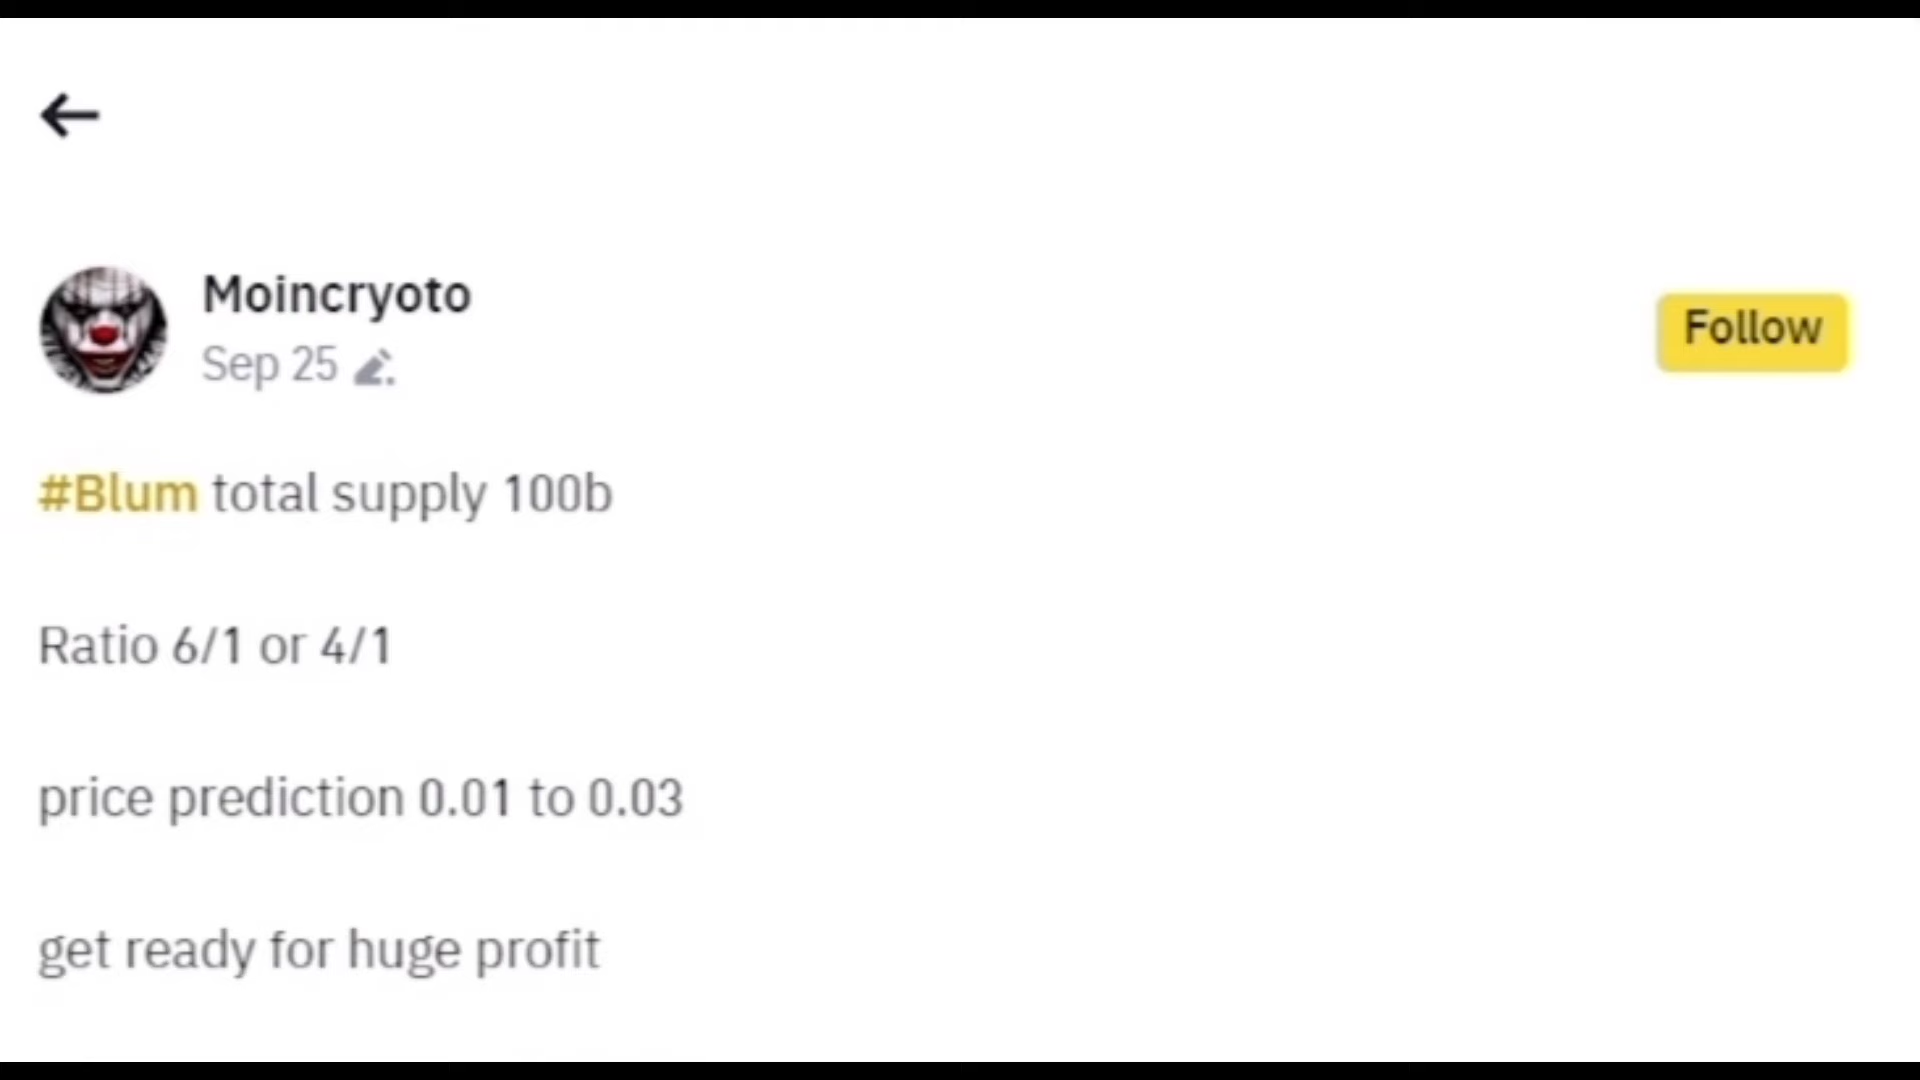 Moincryoto
Sep 25
Follow
#Blum total supply 100b
Ratio 6/1 or 4/1
price prediction 0.01 to 0.03
get ready for huge profit